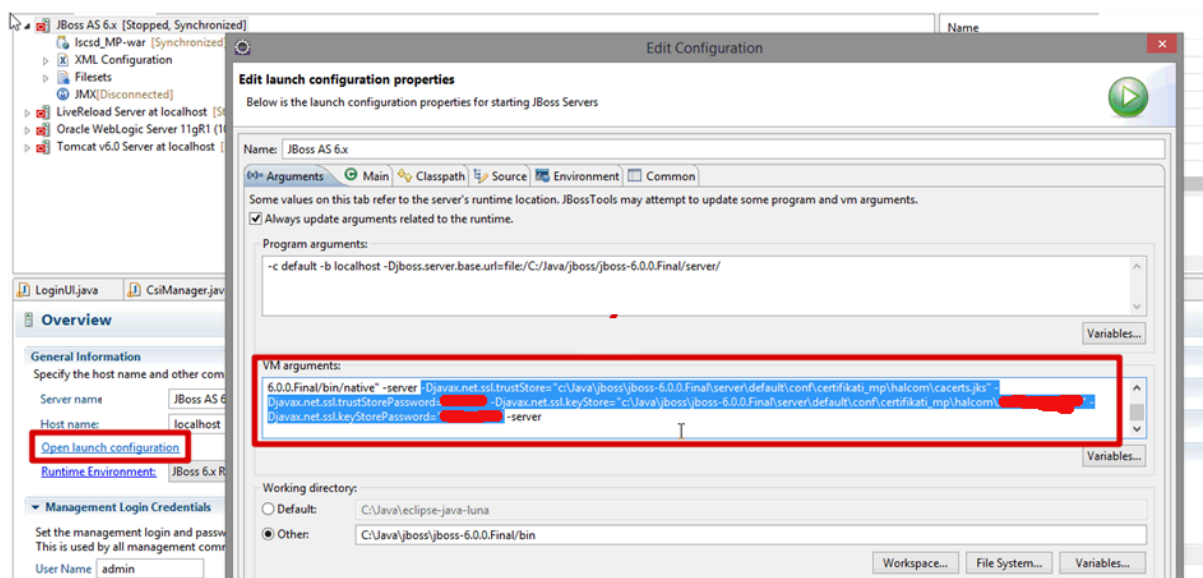 JBoss AS 6.x [Stopped, Synchronized]
Name
lscsd_MP-war [Synchronized]
XML Configuration
Filesets
JMX[Disconnected]
LiveReload Server at localhost [St
Oracle WebLogic Server 11gR1 (1
Tomcat v6.0 Server at localhost [
Edit Configuration
Edit launch configuration properties
Below is the launch configuration properties for starting JBoss Servers
Name: JBoss AS 6.x
Arguments Main Classpath Source Environment Common
Some values on this tab refer to the server's runtime location. JBossTools may attempt to update some program and vm arguments.
Always update arguments related to the runtime.
Program arguments:
-c default -b localhost -Djboss.server.base.url=file:/C:/Java/jboss/jboss-6.0.0.Final/server/
Variables...
VM arguments:
6.0.0.Final/bin/native" -server -Djavax.net.ssl.trustStore="c:\Java\jboss\jboss-6.0.0.Final\server\default\conf\certifikati_mp\halcom\cacerts.jks" -
Djavax.net.ssl.trustStorePassword= -Djavax.net.ssl.keyStore="c:\Java\jboss\jboss-6.0.0.Final\server\default\conf\certifikati_mp\halcom\ " -
Djavax.net.ssl.keyStorePassword=" -server
Variables...
Working directory:
Default: C:\Java\eclipse-java-luna
Other: C:\Java\jboss\jboss-6.0.0.Final/bin
Workspace... File System... Variables...
LoginUI.java CsiManager.jav
Overview
General Information
Specify the host name and other com
Server name JBoss AS 6
Host name: localhost
Open launch configuration
Runtime Environment: JBoss 6.x R
Management Login Credentials
Set the management login and passw
This is used by all management comm
User Name admin